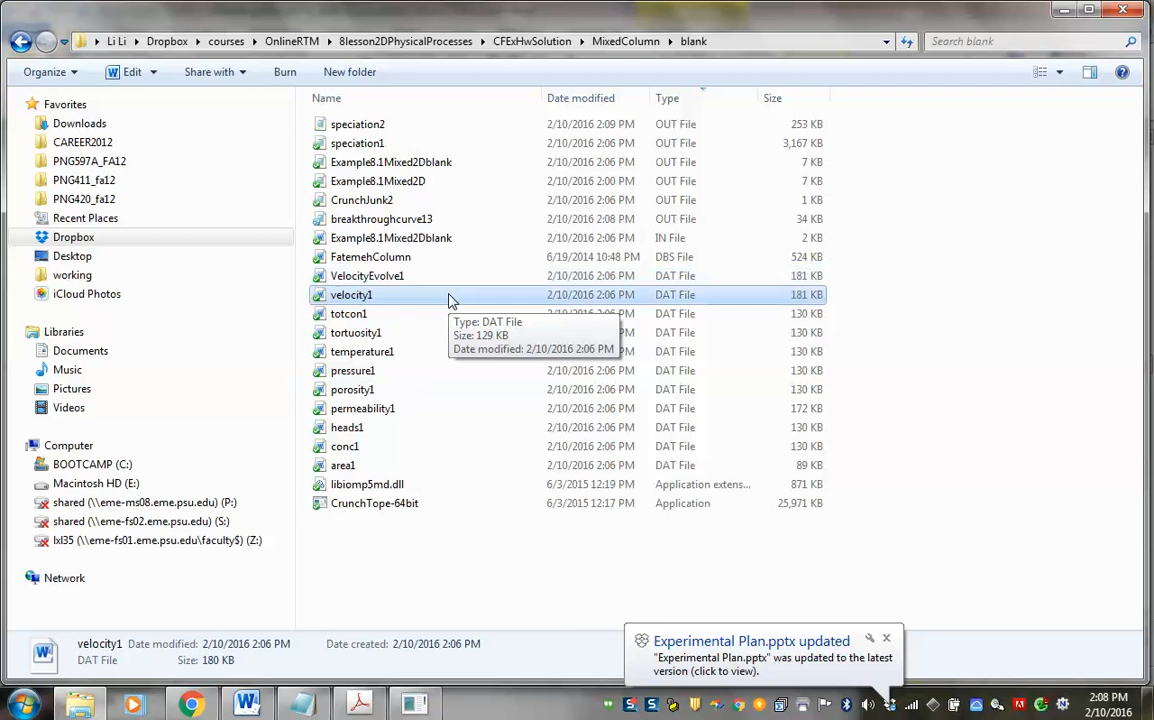 Li Li Dropbox courses OnlineRTM 8lesson2DPhysicalProcesses CFExHwSolution MixedColumn blank Search blank
Organize Edit Share with Burn New folder
Favorites
Downloads
CAREER2012
PNG597A_FA12
PNG411_fa12
PNG420_fa12
Recent Places
Dropbox
Desktop
working
iCloud Photos
Libraries
Documents
Music
Pictures
Videos
Computer
BOOTCAMP (C:)
Macintosh HD (E:)
shared (\\eme-ms08.eme.psu.edu) (P:)
shared (\\eme-fs02.eme.psu.edu) (S:)
lxl35 (\\eme-fs01.eme.psu.edu\faculty$) (Z:)
Network
Name Date modified Type Size
speciation2 2/10/2016 2:09 PM OUT File 253 KB
speciation1 2/10/2016 2:06 PM OUT File 3,167 KB
Example8.1Mixed2Dblank 2/10/2016 2:06 PM OUT File 7 KB
Example8.1Mixed2D 2/10/2016 2:00 PM OUT File 7 KB
CrunchJunk2 2/10/2016 2:06 PM OUT File 1 KB
breakthroughcurve13 2/10/2016 2:08 PM OUT File 34 KB
Example8.1Mixed2Dblank 2/10/2016 2:06 PM IN File 2 KB
FatemehColumn 6/19/2014 10:48 PM DBS File 524 KB
VelocityEvolve1 2/10/2016 2:06 PM DAT File 181 KB
velocity1 2/10/2016 2:06 PM DAT File 181 KB
totcon1 2/10/2016 2:06 PM DAT File 130 KB
tortuosity1 2/10/2016 2:06 PM DAT File 130 KB
temperature1 2/10/2016 2:06 PM DAT File 130 KB
pressure1 2/10/2016 2:06 PM DAT File 130 KB
porosity1 2/10/2016 2:06 PM DAT File 130 KB
permeability1 2/10/2016 2:06 PM DAT File 172 KB
heads1 2/10/2016 2:06 PM DAT File 130 KB
conc1 2/10/2016 2:06 PM DAT File 130 KB
area1 2/10/2016 2:06 PM DAT File 89 KB
libiomp5md.dll 6/3/2015 12:19 PM Application extens... 871 KB
CrunchTope-64bit 6/3/2015 12:17 PM Application 25,971 KB
Type: DAT File
Size: 129 KB
Date modified: 2/10/2016 2:06 PM
velocity1 Date modified: 2/10/2016 2:06 PM Date created: 2/10/2016 2:06 PM
DAT File Size: 180 KB
Experimental Plan.pptx updated
"Experimental Plan.pptx" was updated to the latest
version (click to view).
2:08 PM
2/10/2016